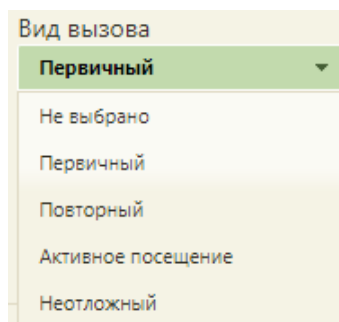 Вид вызова
Первичный
Не выбрано
Первичный
Повторный
Активное посещение
Неотложный